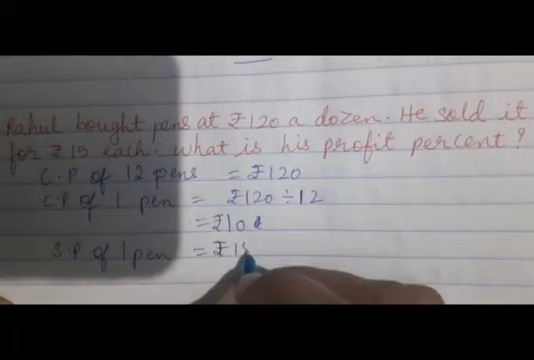 Rahul bought pens at ₹120 a dozen. He sold it
for ₹15 each. What is his profit percent?
C.P of 12 pens = ₹120
C.P of 1 pen = ₹120 ÷ 12
= ₹10
S.P of 1 pen = ₹15